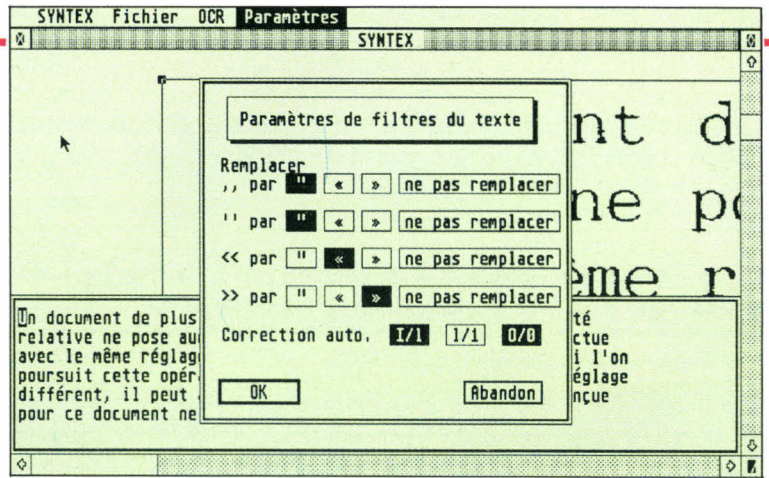 SYNTEX Fichier OCR Paramètres
SYNTEX
nt d
ne p
ème r
Paramètres de filtres du texte
Remplacer
,, par " « » ne pas remplacer
'' par " « » ne pas remplacer
<< par " « » ne pas remplacer
>> par " « » ne pas remplacer
Correction auto. I/l l/i O/0
OK Abandon
Un document de plus té
relative ne pose au ctue
avec le même réglag i l'on
poursuit cette opér églage
différent, il peut nçue
pour ce document ne